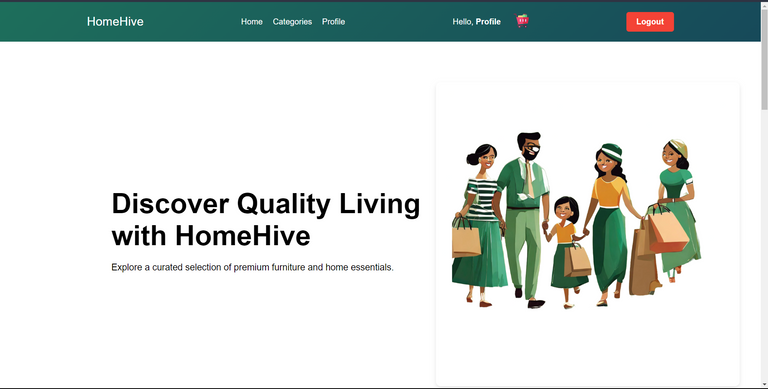 HomeHive
Home Categories Profile
Hello, Profile
Logout
Discover Quality Living
with HomeHive
Explore a curated selection of premium furniture and home essentials.